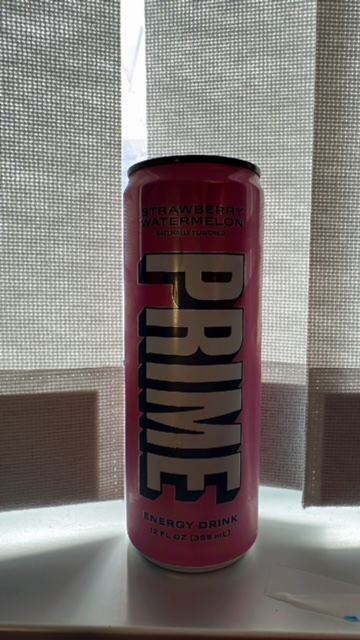 STRAWBERRY
WATERMELON
NATURALLY FLAVORED
PRIME
ENERGY DRINK
12 FL OZ (355 mL)